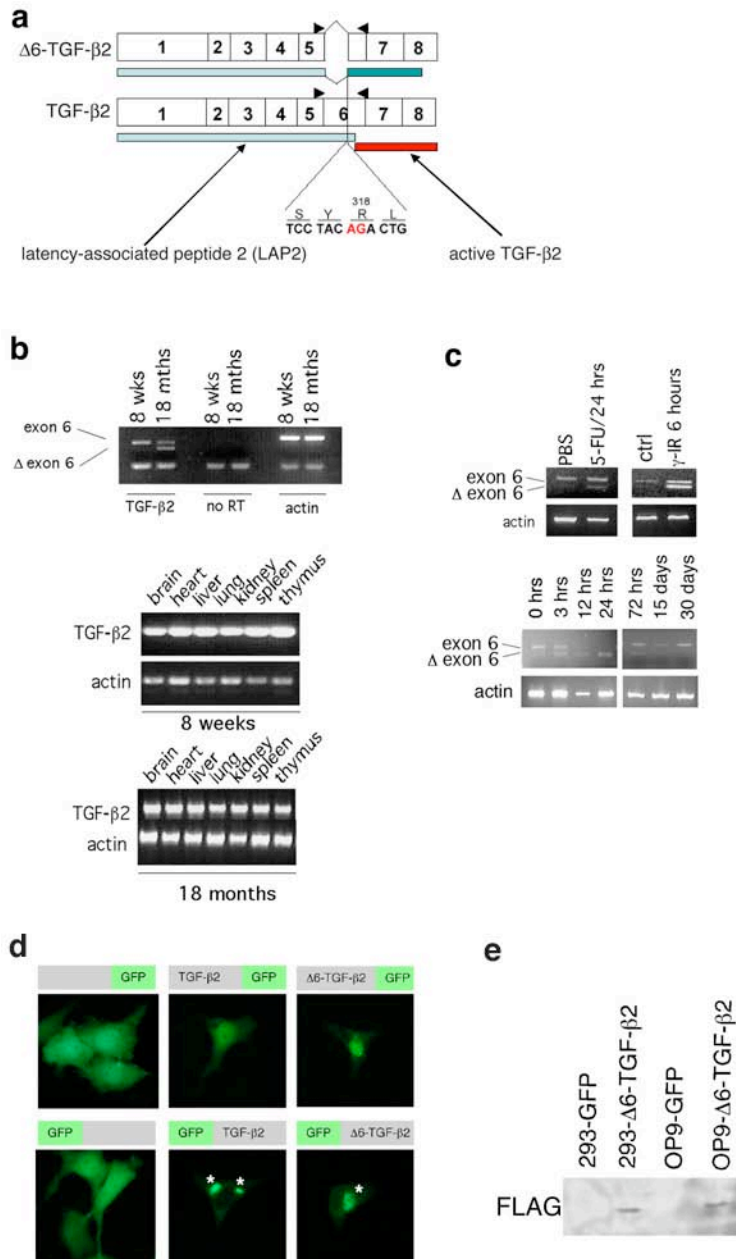 a
Δ6-TGF-β2
1 2 3 4 5 7 8
TGF-β2
1 2 3 4 5 6 7 8
318
S Y R L
TCC TAC AGA CTG
latency-associated peptide 2 (LAP2)
active TGF-β2
b
8 wks 18 mths 8 wks 18 mths 8 wks 18 mths
exon 6
Δ exon 6
TGF-β2 no RT actin
brain heart liver lung kidney spleen thymus
TGF-β2
actin
8 weeks
brain heart liver lung kidney spleen thymus
TGF-β2
actin
18 months
c
PBS 5-FU/24 hrs ctrl γ-IR 6 hours
exon 6
Δ exon 6
actin
0 hrs 3 hrs 12 hrs 24 hrs 72 hrs 15 days 30 days
exon 6
Δ exon 6
actin
d
GFP TGF-β2 GFP Δ6-TGF-β2 GFP
GFP GFP TGF-β2 GFP Δ6-TGF-β2
* * *
e
293-GFP 293-Δ6-TGF-β2 OP9-GFP OP9-Δ6-TGF-β2
FLAG